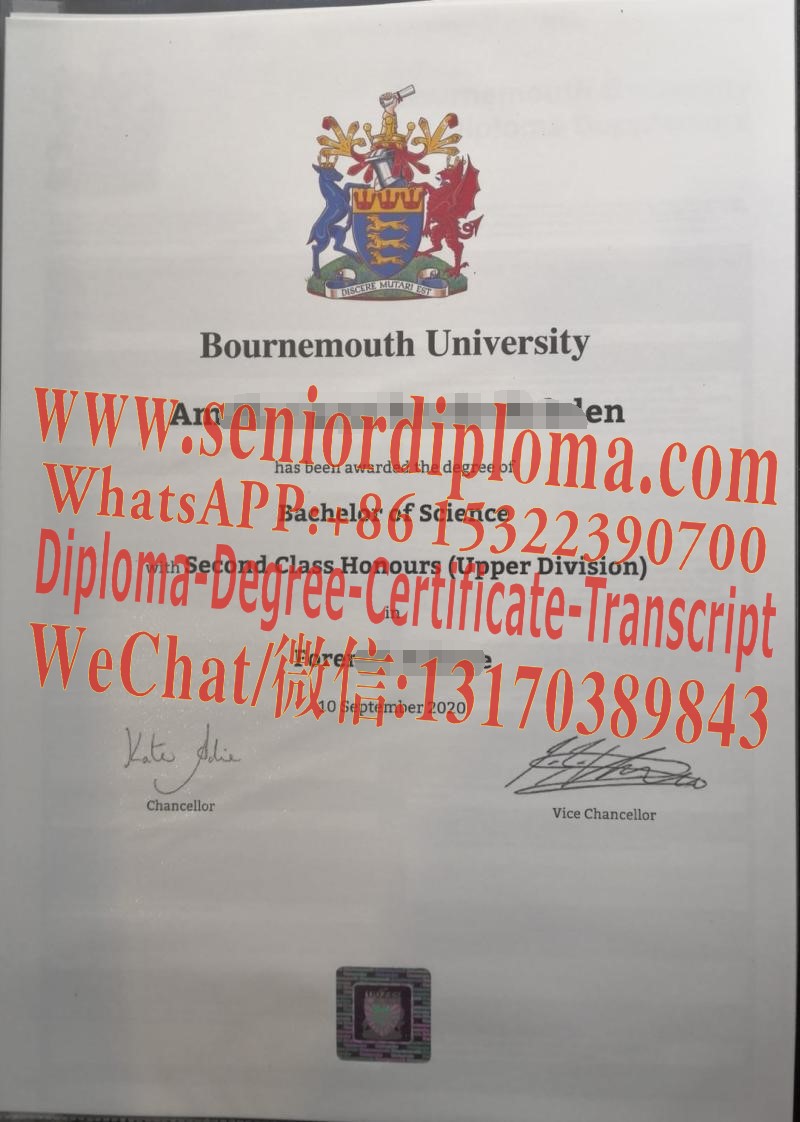 DISCERE MUTARI EST
Bournemouth University
www.seniordiploma.com
has been awarded the degree of
WhatsAPP:+86 15322390700
Bachelor of Science
with Second Class Honours (Upper Division)
Diploma-Degree-Certificate-Transcript
in
WeChat/微信:13170389843
10 September 2020
Kate Adie
Chancellor
Vice Chancellor